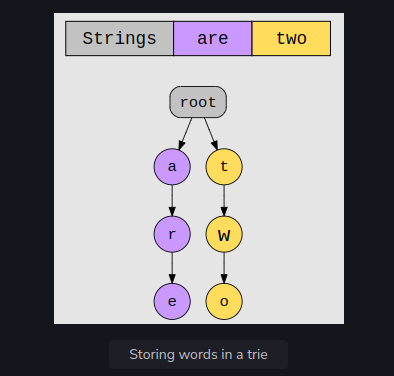 Strings are two
root
a t
r w
e o
Storing words in a trie